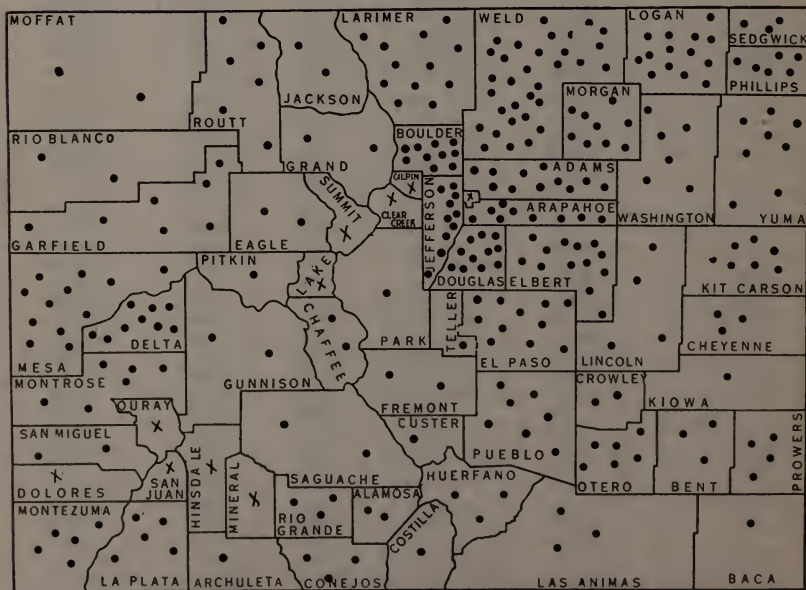 MOFFAT
LARIMER
WELD
LOGAN
SEDGWICK
PHILLIPS
JACKSON
MORGAN
ROUTT
RIO BLANCO
BOULDER
GRAND
GILPIN
ADAMS
SUMMIT
CLEAR
CREEK
JEFFERSON
ARAPAHOE
WASHINGTON
YUMA
GARFIELD
EAGLE
PITKIN
LAKE
DOUGLAS
ELBERT
KIT CARSON
CHAFFEE
TELLER
DELTA
PARK
CHEYENNE
MESA
EL PASO
LINCOLN
MONTROSE
GUNNISON
CROWLEY
KIOWA
OURAY
FREMONT
CUSTER
SAN MIGUEL
PUEBLO
PROWERS
HINSDALE
MINERAL
SAGUACHE
HUERFANO
DOLORES
SAN
JUAN
ALAMOSA
OTERO
BENT
MONTEZUMA
RIO
GRANDE
COSTILLA
LA PLATA
ARCHULETA
CONEJOS
LAS ANIMAS
BACA